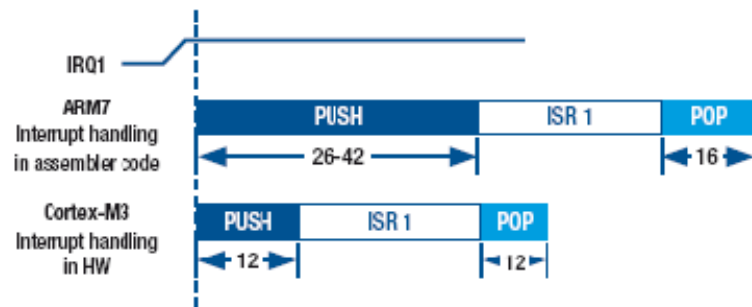 IRQ1
ARM7
Interrupt handling
in assembler code
PUSH
ISR 1
POP
26-42
16
Cortex-M3
Interrupt handling
in HW
PUSH
ISR 1
POP
12
12